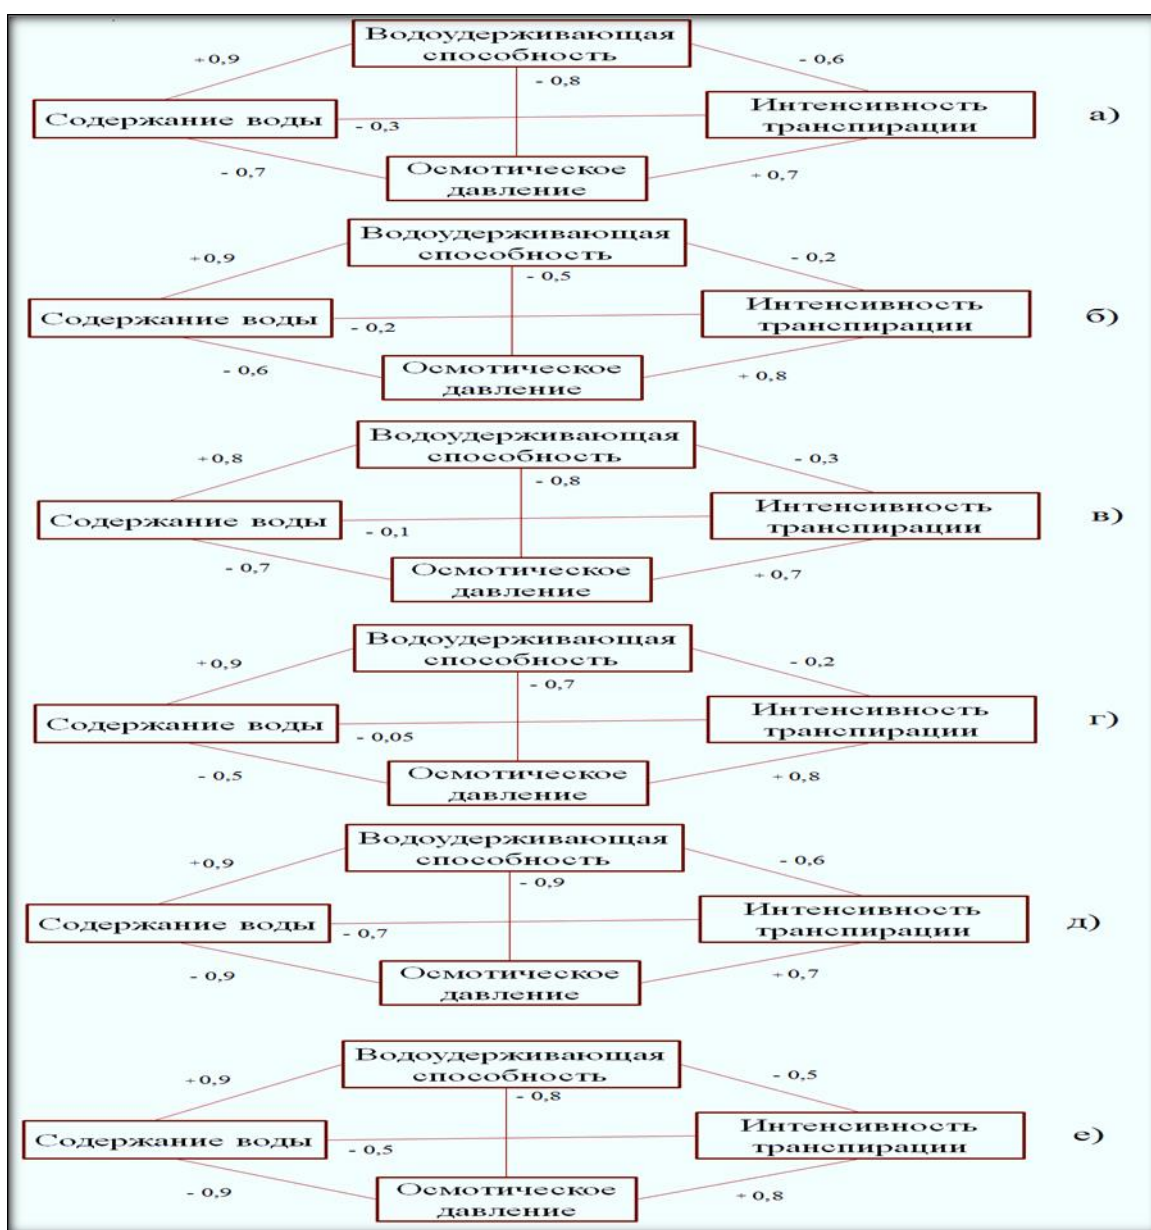 Водоудерживающая
способность
+0,9
- 0,6
- 0,8
Содержание воды
Интенсивность
транспирации
а)
- 0,3
Осмотическое
давление
- 0,7
+ 0,7
Водоудерживающая
способность
+0,9
- 0,2
- 0,5
Содержание воды
Интенсивность
транспирации
б)
- 0,2
Осмотическое
давление
- 0,6
+ 0,8
Водоудерживающая
способность
+0,8
- 0,3
- 0,8
Содержание воды
Интенсивность
транспирации
в)
- 0,1
Осмотическое
давление
- 0,7
+0,7
Водоудерживающая
способность
+0,9
- 0,2
- 0,7
Содержание воды
Интенсивность
транспирации
г)
- 0,05
Осмотическое
давление
- 0,5
+ 0,8
Водоудерживающая
способность
+0,9
- 0,6
- 0,9
Содержание воды
Интенсивность
транспирации
д)
- 0,7
Осмотическое
давление
- 0,9
+0,7
Водоудерживающая
способность
+0,9
- 0,5
- 0,8
Содержание воды
Интенсивность
транспирации
е)
- 0,5
Осмотическое
давление
- 0,9
+ 0,8